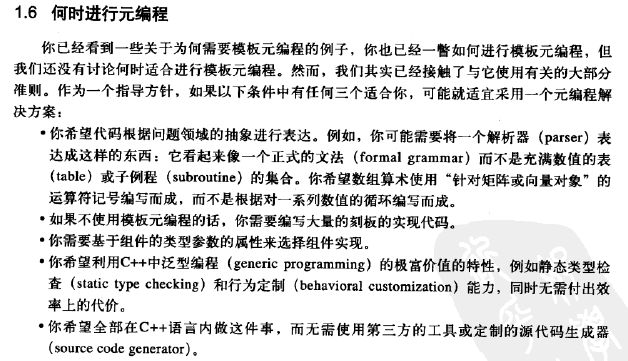 1.6 何时进行元编程
你已经看到一些关于为何需要模板元编程的例子，你也已经一瞥如何进行模板元编程，但
我们还没有讨论何时适合进行模板元编程。然而，我们其实已经接触了与它使用有关的大部分
准则。作为一个指导方针，如果以下条件中有任何三个适合你，可能就适宜采用一个元编程解
决方案：
• 你希望代码根据问题领域的抽象进行表达。例如，你可能需要将一个解析器（parser）表
达成这样的东西：它看起来像一个正式的文法（formal grammar）而不是充满数值的表
（table）或子例程（subroutine）的集合。你希望数组算术使用“针对矩阵或向量对象”的
运算符记号编写而成，而不是根据对一系列数值的循环编写而成。
• 如果不使用模板元编程的话，你需要编写大量的刻板的实现代码。
• 你需要基于组件的类型参数的属性来选择组件实现。
• 你希望利用C++中泛型编程（generic programming）的极富价值的特性，例如静态类型检
查（static type checking）和行为定制（behavioral customization）能力，同时无需付出效
率上的代价。
• 你希望全部在C++语言内做这件事，而无需使用第三方的工具或定制的源代码生成器
（source code generator）。